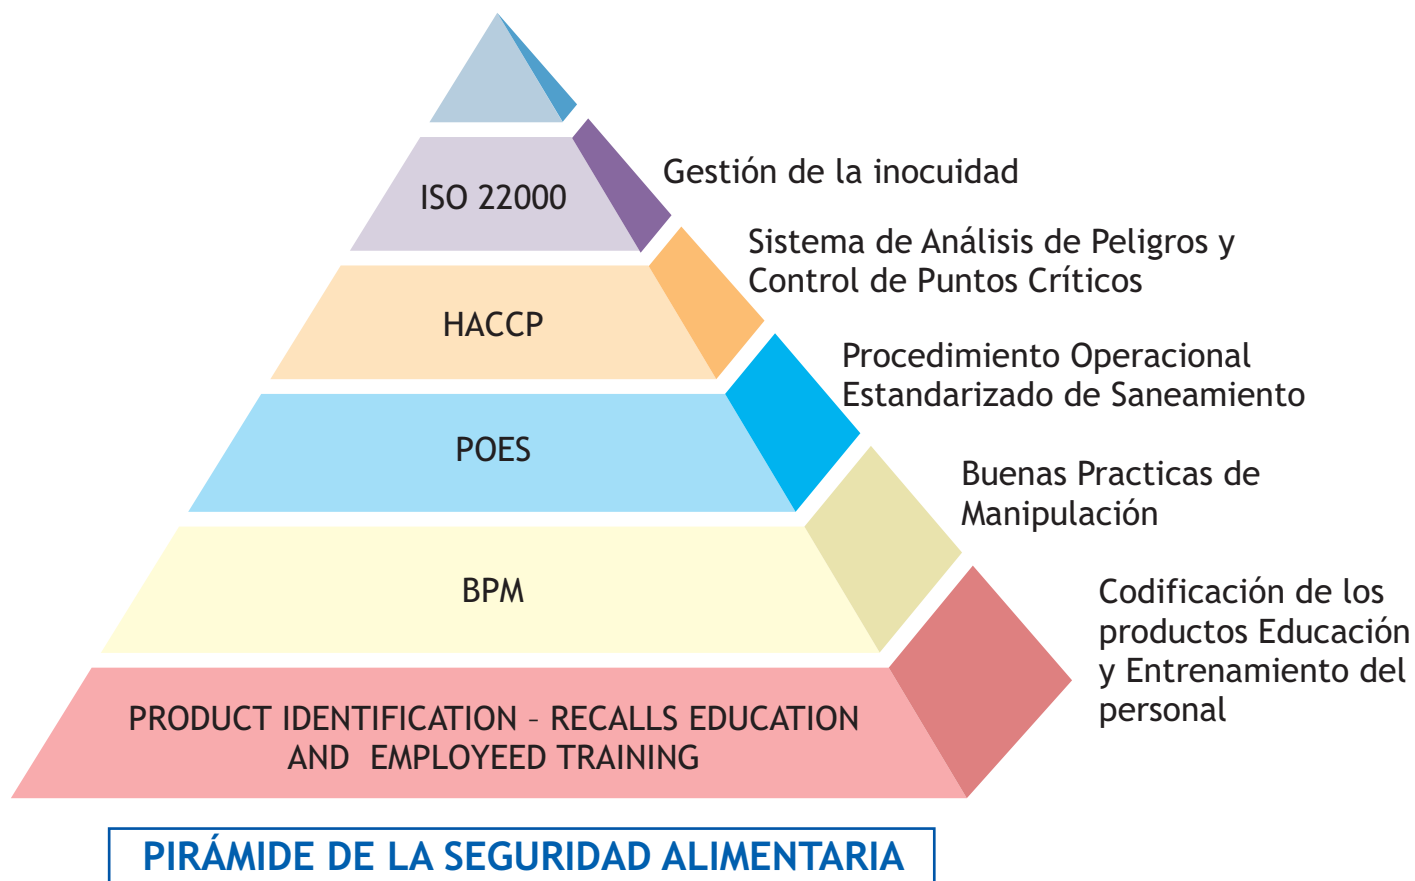 ISO 22000
Gestión de la inocuidad
HACCP
Sistema de Análisis de Peligros y
Control de Puntos Críticos
POES
Procedimiento Operacional
Estandarizado de Saneamiento
BPM
Buenas Practicas de
Manipulación
PRODUCT IDENTIFICATION - RECALLS EDUCATION
AND EMPLOYEED TRAINING
Codificación de los
productos Educación
y Entrenamiento del
personal
PIRÁMIDE DE LA SEGURIDAD ALIMENTARIA